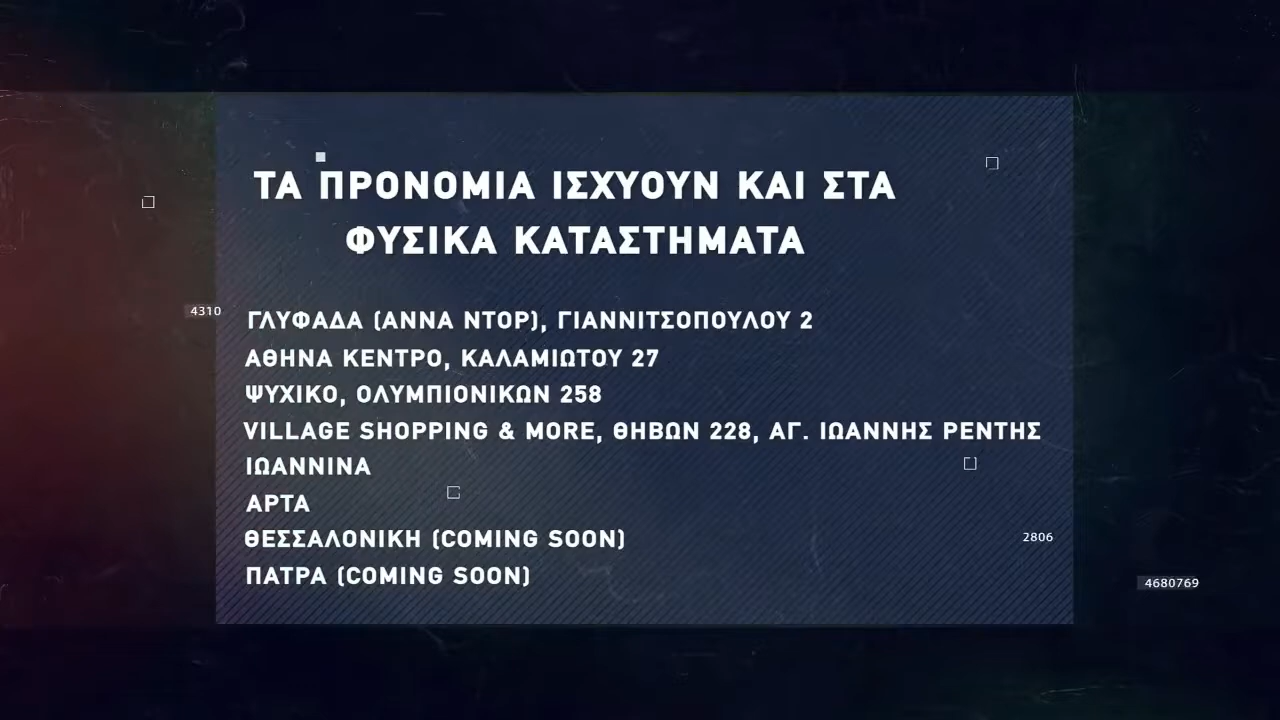 ΤΑ ΠΡΟΝΟΜΙΑ ΙΣΧΥΟΥΝ ΚΑΙ ΣΤΑ
ΦΥΣΙΚΑ ΚΑΤΑΣΤΗΜΑΤΑ
4310
ΓΛΥΦΑΔΑ (ΑΝΝΑ ΝΤΟΡ), ΓΙΑΝΝΙΤΣΟΠΟΥΛΟΥ 2
ΑΘΗΝΑ ΚΕΝΤΡΟ, ΚΑΛΑΜΙΩΤΟΥ 27
ΨΥΧΙΚΟ, ΟΛΥΜΠΙΟΝΙΚΩΝ 258
VILLAGE SHOPPING & MORE, ΘΗΒΩΝ 228, ΑΓ. ΙΩΑΝΝΗΣ ΡΕΝΤΗΣ
ΙΩΑΝΝΙΝΑ
ΑΡΤΑ
ΘΕΣΣΑΛΟΝΙΚΗ (COMING SOON)
2806
ΠΑΤΡΑ (COMING SOON)
4680769